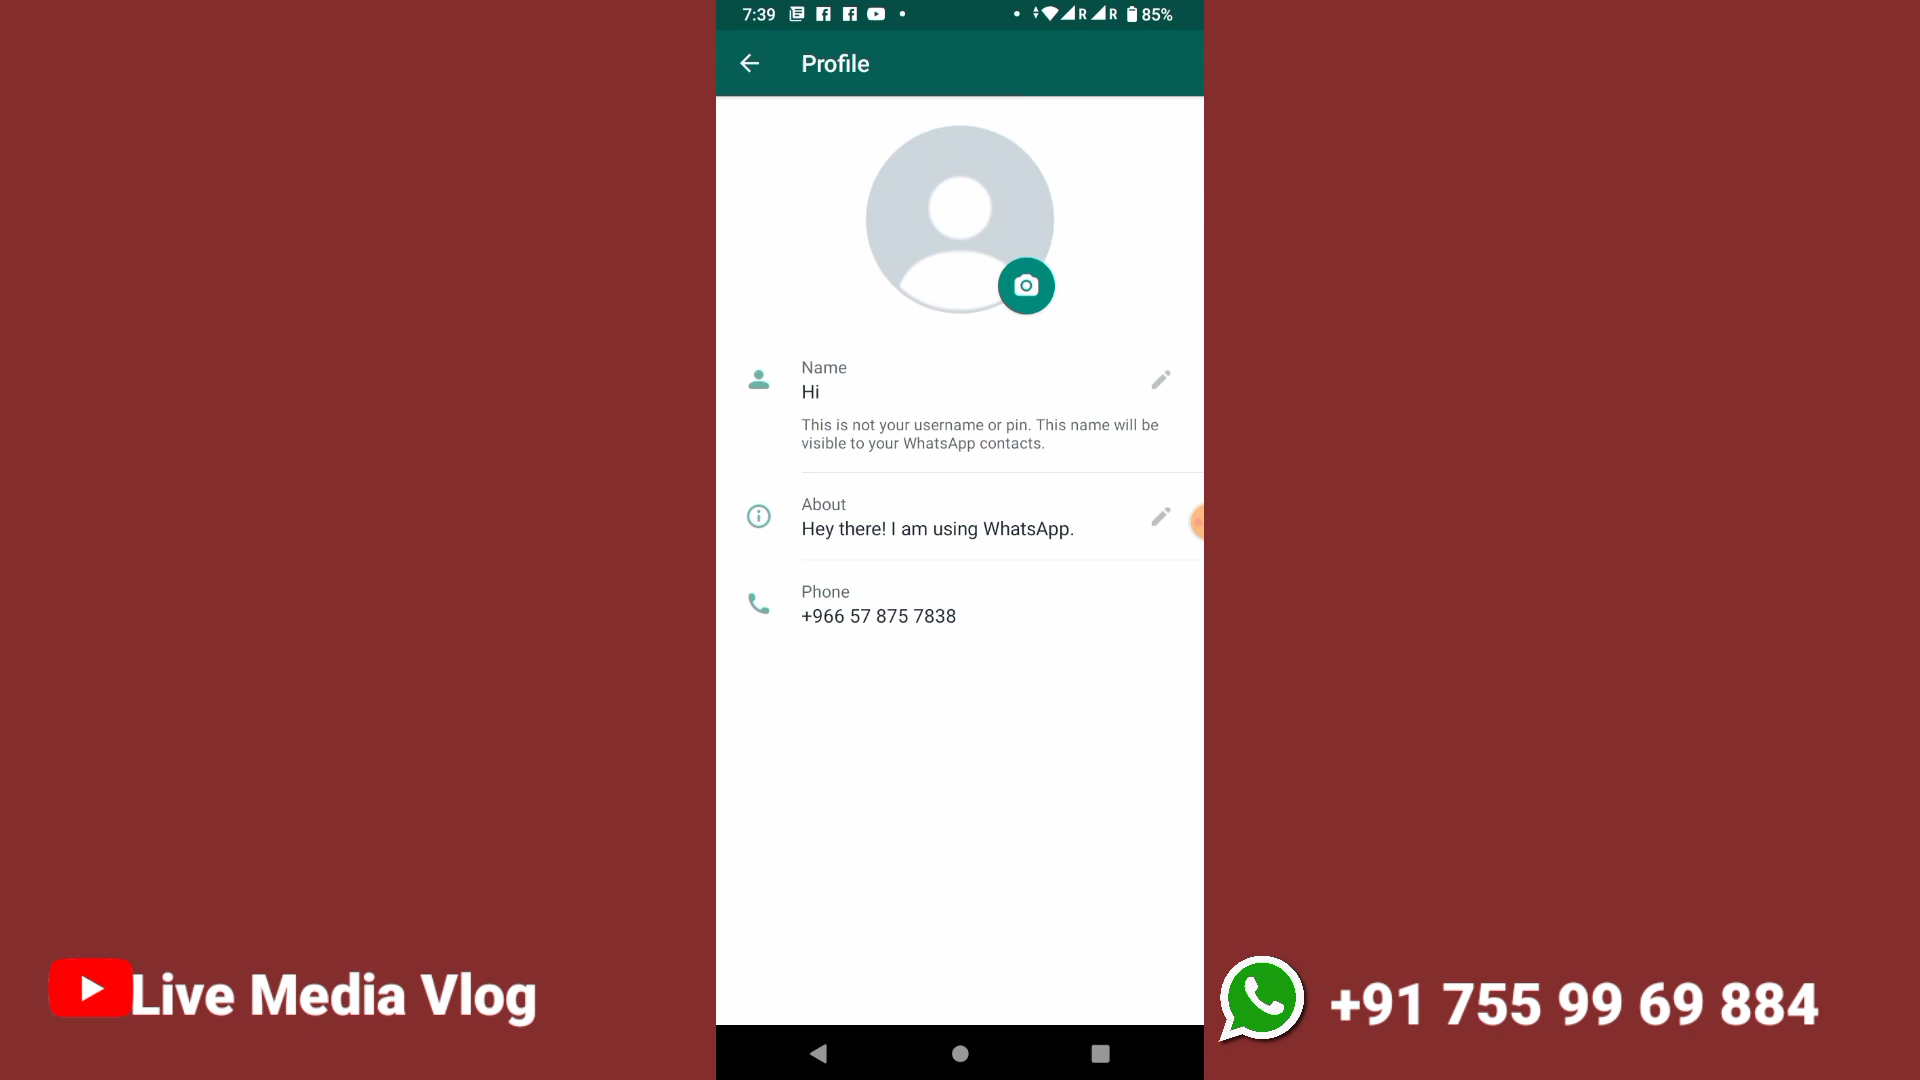 7:39
R R 85%
Profile
Name
Hi
This is not your username or pin. This name will be
visible to your WhatsApp contacts.
About
Hey there! I am using WhatsApp.
Phone
+966 57 875 7838
Live Media Vlog
+91 755 99 69 884